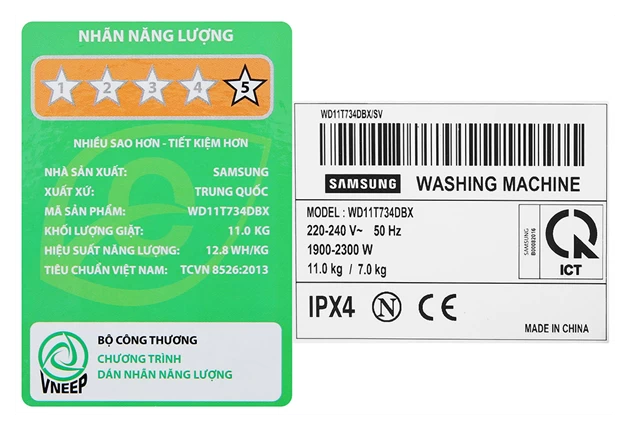 NHÃN NĂNG LƯỢNG
1 2 3 4 5
NHIỀU SAO HƠN - TIẾT KIỆM HƠN
NHÀ SẢN XUẤT: SAMSUNG
XUẤT XỨ: TRUNG QUỐC
MÃ SẢN PHẨM: WD11T734DBX
KHỐI LƯỢNG GIẶT: 11.0 KG
HIỆU SUẤT NĂNG LƯỢNG: 12.8 WH/KG
TIÊU CHUẨN VIỆT NAM: TCVN 8526:2013
VNEEP
BỘ CÔNG THƯƠNG
CHƯƠNG TRÌNH
DÁN NHÃN NĂNG LƯỢNG
WD11T734DBX/SV
SAMSUNG WASHING MACHINE
MODEL : WD11T734DBX
220-240 V~ 50 Hz
1900-2300 W
11.0 kg / 7.0 kg
SAMSUNG
B00082016
ICT
IPX4 N CE
MADE IN CHINA